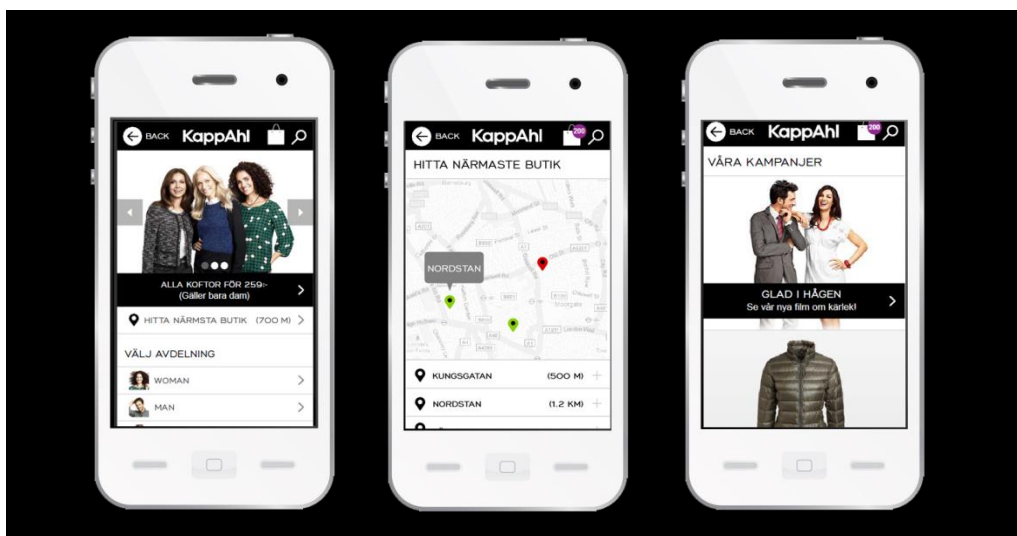 BACK KappAhl
ALLA KOFTOR FÖR 259:-
(Gäller bara dam)
HITTA NÄRMSTA BUTIK (700 M)
VÄLJ AVDELNING
WOMAN
MAN
BACK KappAhl 200
HITTA NÄRMASTE BUTIK
NORDSTAN
KUNGSGATAN (500 M)
NORDSTAN (1.2 KM)
BACK KappAhl 200
VÅRA KAMPANJER
GLAD I HÅGEN
Se vår nya film om kärlek!